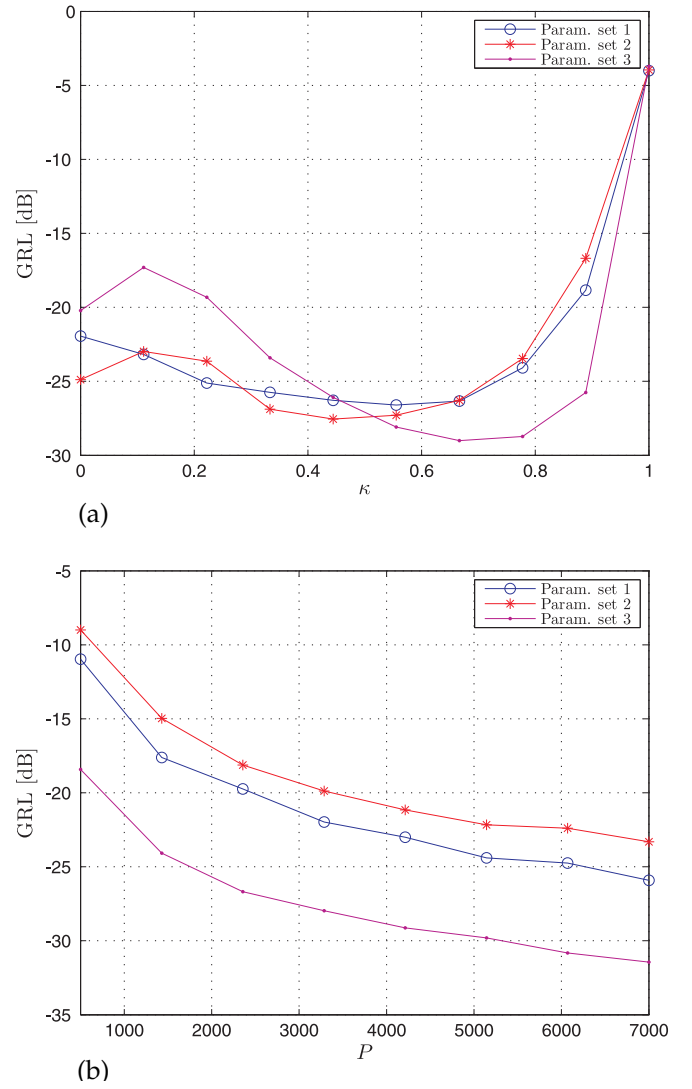 0
-5
-10
-15
-20
-25
-30
GRL [dB]
0 0.2 0.4 0.6 0.8 1
κ
Param. set 1
Param. set 2
Param. set 3
(a)
-5
-10
-15
-20
-25
-30
-35
GRL [dB]
1000 2000 3000 4000 5000 6000 7000
P
Param. set 1
Param. set 2
Param. set 3
(b)